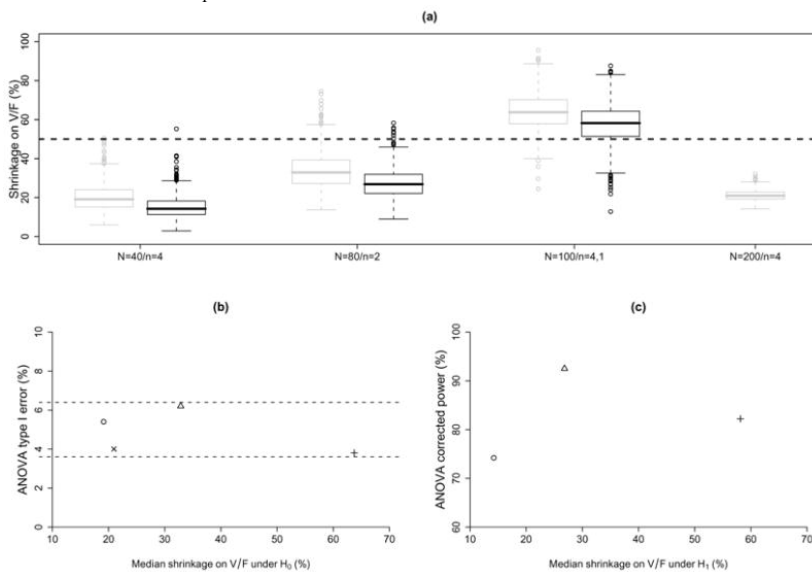 (a)
Shrinkage on V/F (%)
0
20
40
60
80
100
N=40/n=4
N=80/n=2
N=100/n=4,1
N=200/n=4
(b)
ANOVA type I error (%)
0
2
4
6
8
10
10
20
30
40
50
60
70
Median shrinkage on V/F under H₀ (%)
(c)
ANOVA corrected power (%)
60
70
80
90
100
10
20
30
40
50
60
70
Median shrinkage on V/F under H₁ (%)